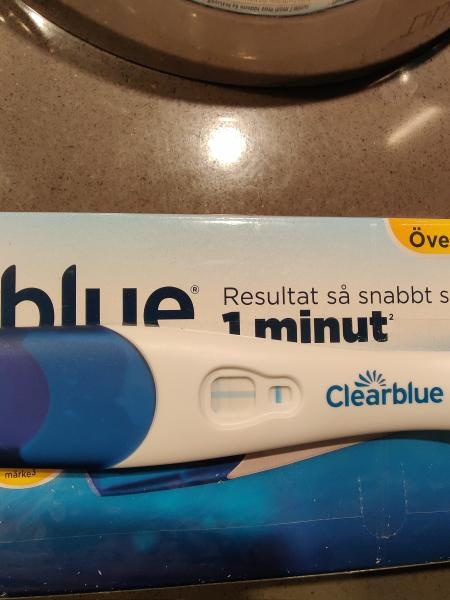 Öve
blue®
Resultat så snabbt s
1 minut²
Clearblue
märke³